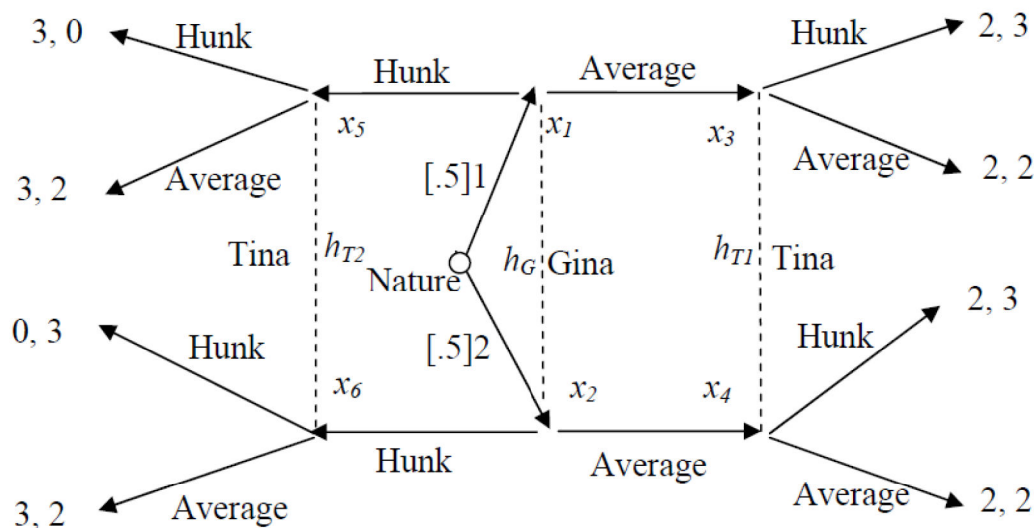 3, 0
Hunk
Hunk
Average
Hunk
2, 3
x5
x1
x3
3, 2
Average
[.5]1
Average
2, 2
Tina
hT2
Nature
hG
Gina
hT1
Tina
0, 3
Hunk
[.5]2
Hunk
2, 3
x6
x2
x4
Hunk
Average
3, 2
Average
Average
2, 2